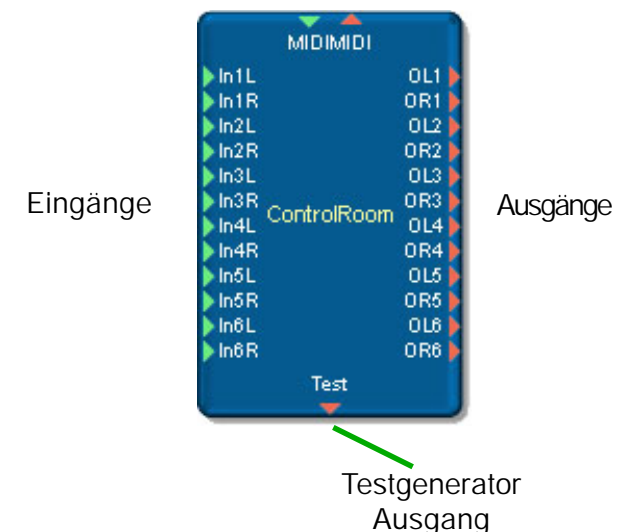 MIDIMIDI
In1L OL1
In1R OR1
In2L OL2
In2R OR2
In3L OL3
Eingänge In3R ControlRoom OR3 Ausgänge
In4L OL4
In4R OR4
In5L OL5
In5R OR5
In6L OL6
In6R OR6
Test
Testgenerator
Ausgang